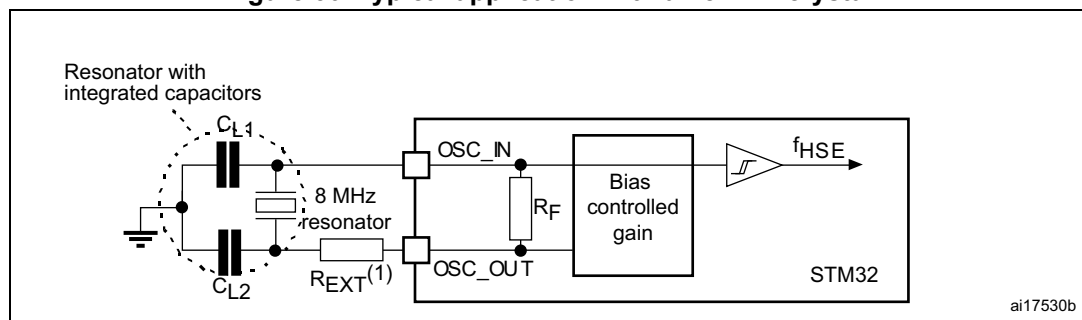 Resonator with
integrated capacitors
CL1
OSC_IN
fHSE
8 MHz
resonator
RF
Bias
controlled
gain
REXT(1)
OSC_OUT
STM32
CL2
ai17530b